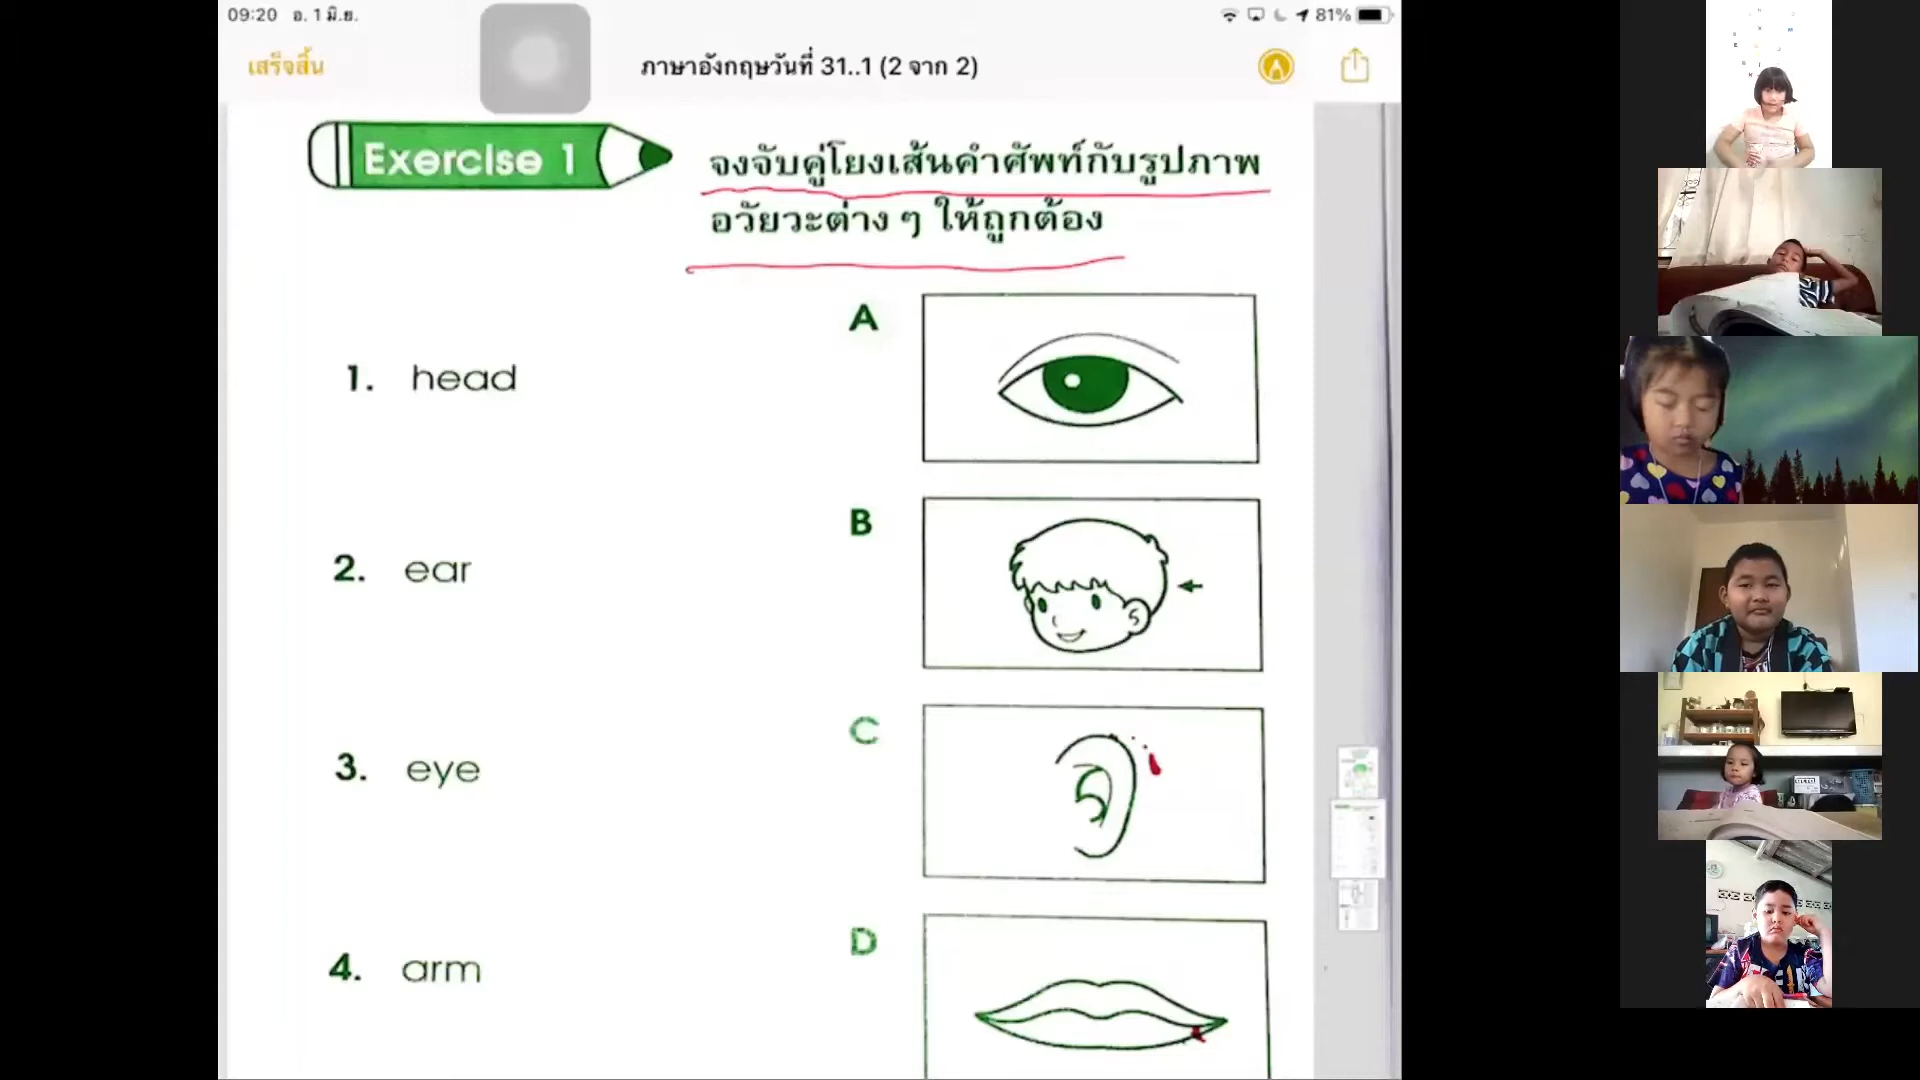 09:20 อ. 1 มิ.ย.
81%
เสร็จสิ้น
ภาษาอังกฤษวันที่ 31..1 (2 จาก 2)
Exercise 1
จงจับคู่โยงเส้นคำศัพท์กับรูปภาพ
อวัยวะต่าง ๆ ให้ถูกต้อง
A
1. head
B
2. ear
C
3. eye
D
4. arm